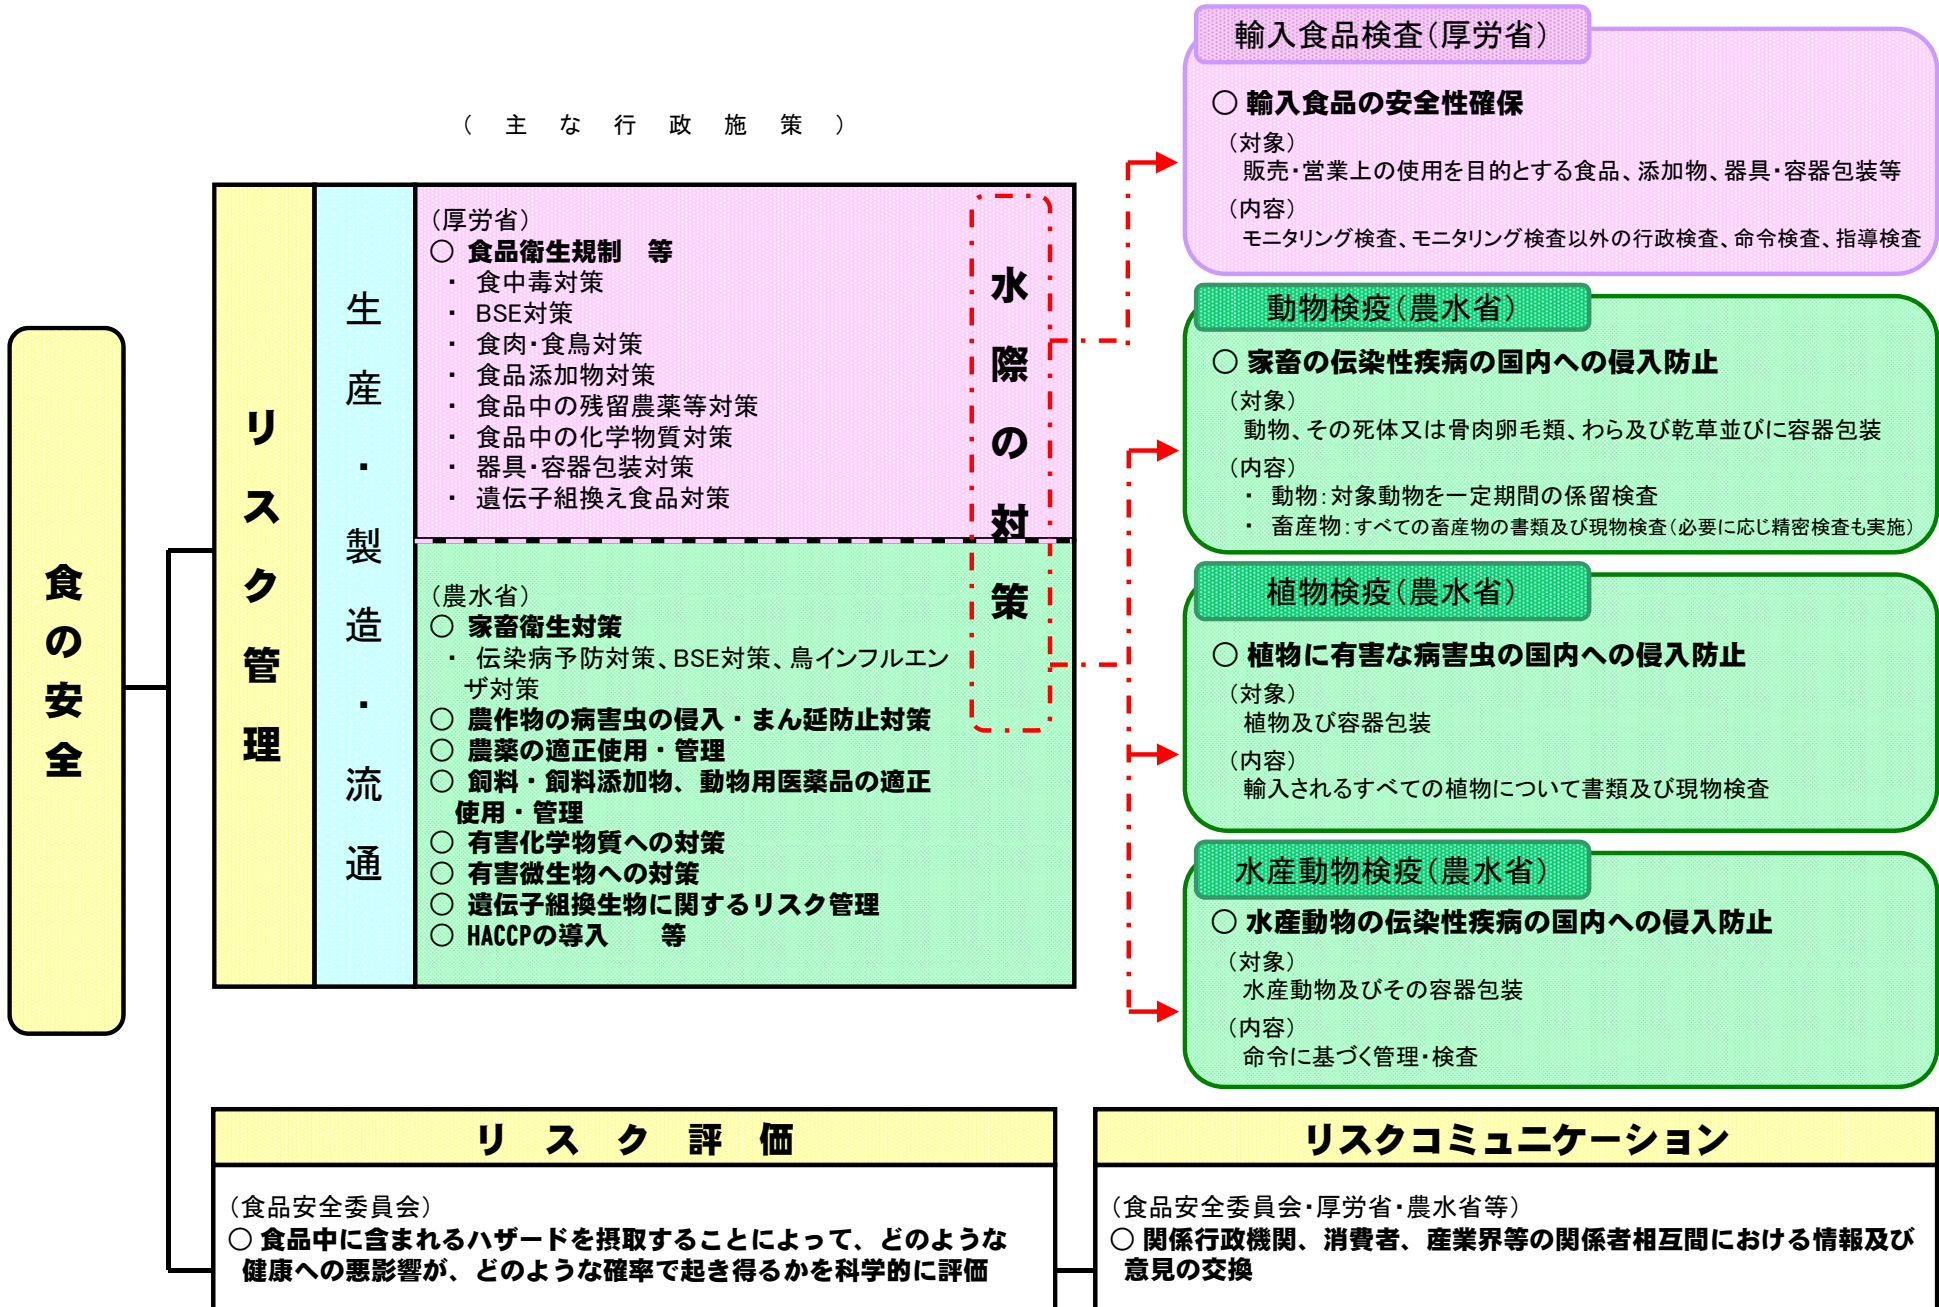 （ 主 な 行 政 施 策 ）
食の安全
リスク管理
生産・製造・流通
（厚労省）
○ 食品衛生規制　等
・ 食中毒対策
・ BSE対策
・ 食肉・食鳥対策
・ 食品添加物対策
・ 食品中の残留農薬等対策
・ 食品中の化学物質対策
・ 器具・容器包装対策
・ 遺伝子組換え食品対策
（農水省）
○ 家畜衛生対策
・ 伝染病予防対策、BSE対策、鳥インフルエン
ザ対策
○ 農作物の病害虫の侵入・まん延防止対策
○ 農薬の適正使用・管理
○ 飼料・飼料添加物、動物用医薬品の適正
使用・管理
○ 有害化学物質への対策
○ 有害微生物への対策
○ 遺伝子組換生物に関するリスク管理
○ HACCPの導入　　等
水際の対策
輸入食品検査（厚労省）
○ 輸入食品の安全性確保
（対象）
販売・営業上の使用を目的とする食品、添加物、器具・容器包装等
（内容）
モニタリング検査、モニタリング検査以外の行政検査、命令検査、指導検査
動物検疫（農水省）
○ 家畜の伝染性疾病の国内への侵入防止
（対象）
動物、その死体又は骨肉卵毛類、わら及び乾草並びに容器包装
（内容）
・ 動物：対象動物を一定期間の係留検査
・ 畜産物：すべての畜産物の書類及び現物検査（必要に応じ精密検査も実施）
植物検疫（農水省）
○ 植物に有害な病害虫の国内への侵入防止
（対象）
植物及び容器包装
（内容）
輸入されるすべての植物について書類及び現物検査
水産動物検疫（農水省）
○ 水産動物の伝染性疾病の国内への侵入防止
（対象）
水産動物及びその容器包装
（内容）
命令に基づく管理・検査
リ ス ク 評 価
（食品安全委員会）
○ 食品中に含まれるハザードを摂取することによって、どのような
健康への悪影響が、どのような確率で起き得るかを科学的に評価
リスクコミュニケーション
（食品安全委員会・厚労省・農水省等）
○ 関係行政機関、消費者、産業界等の関係者相互間における情報及び
意見の交換